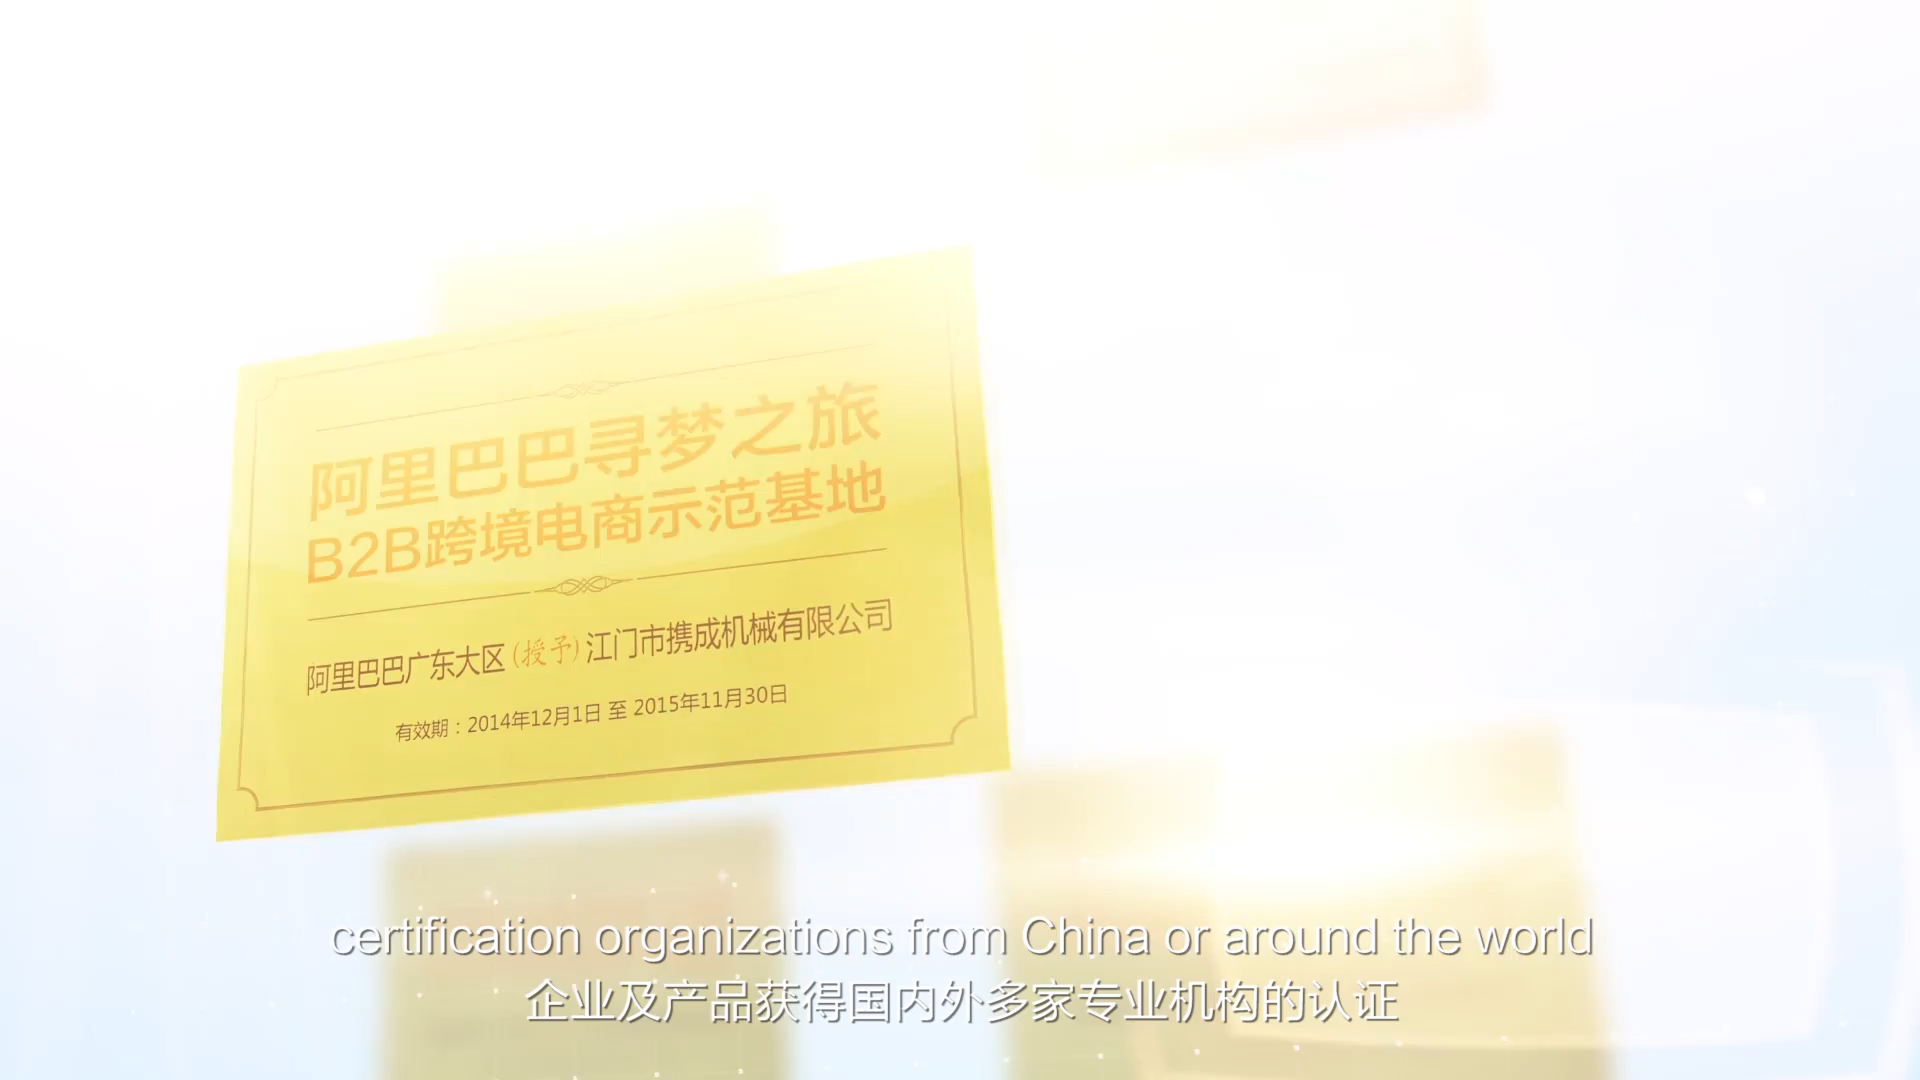 阿里巴巴寻梦之旅
B2B跨境电商示范基地
阿里巴巴广东大区(授予)江门市携成机械有限公司
有效期：2014年12月1日 至 2015年11月30日
certification organizations from China or around the world
企业及产品获得国内外多家专业机构的认证